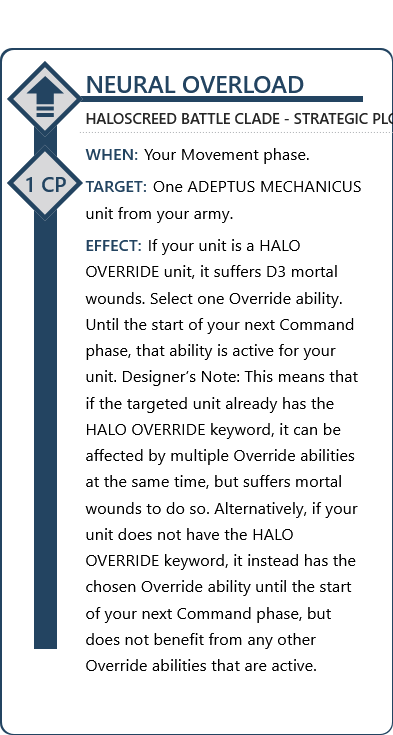 NEURAL OVERLOAD
HALOSCREED BATTLE CLADE - STRATEGIC
WHEN: Your Movement phase.
1 CP
TARGET: One ADEPTUS MECHANICUS
unit from your army.
EFFECT: If your unit is a HALO
OVERRIDE unit, it suffers D3 mortal
wounds. Select one Override ability.
Until the start of your next Command
phase, that ability is active for your
unit. Designer’s Note: This means that
if the targeted unit already has the
HALO OVERRIDE keyword, it can be
affected by multiple Override abilities
at the same time, but suffers mortal
wounds to do so. Alternatively, if your
unit does not have the HALO
OVERRIDE keyword, it instead has the
chosen Override ability until the start
of your next Command phase, but
does not benefit from any other
Override abilities that are active.